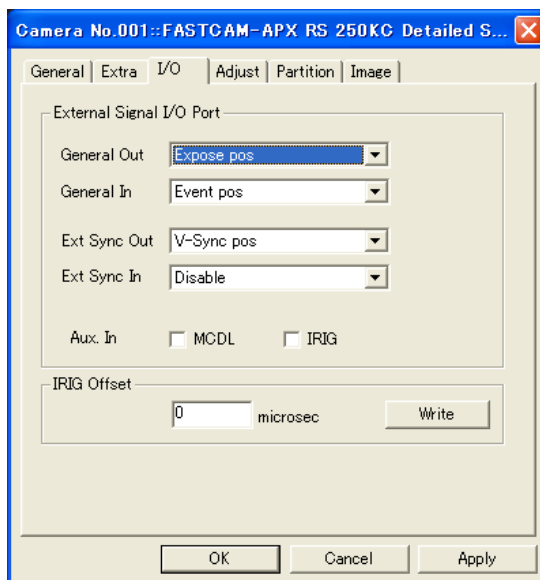 Camera No.001::FASTCAM-APX RS 250KC Detailed S...
General Extra I/O Adjust Partition Image
External Signal I/O Port
General Out Expose pos
General In Event pos
Ext Sync Out V-Sync pos
Ext Sync In Disable
Aux. In MCDL IRIG
IRIG Offset
0 microsec Write
OK Cancel Apply